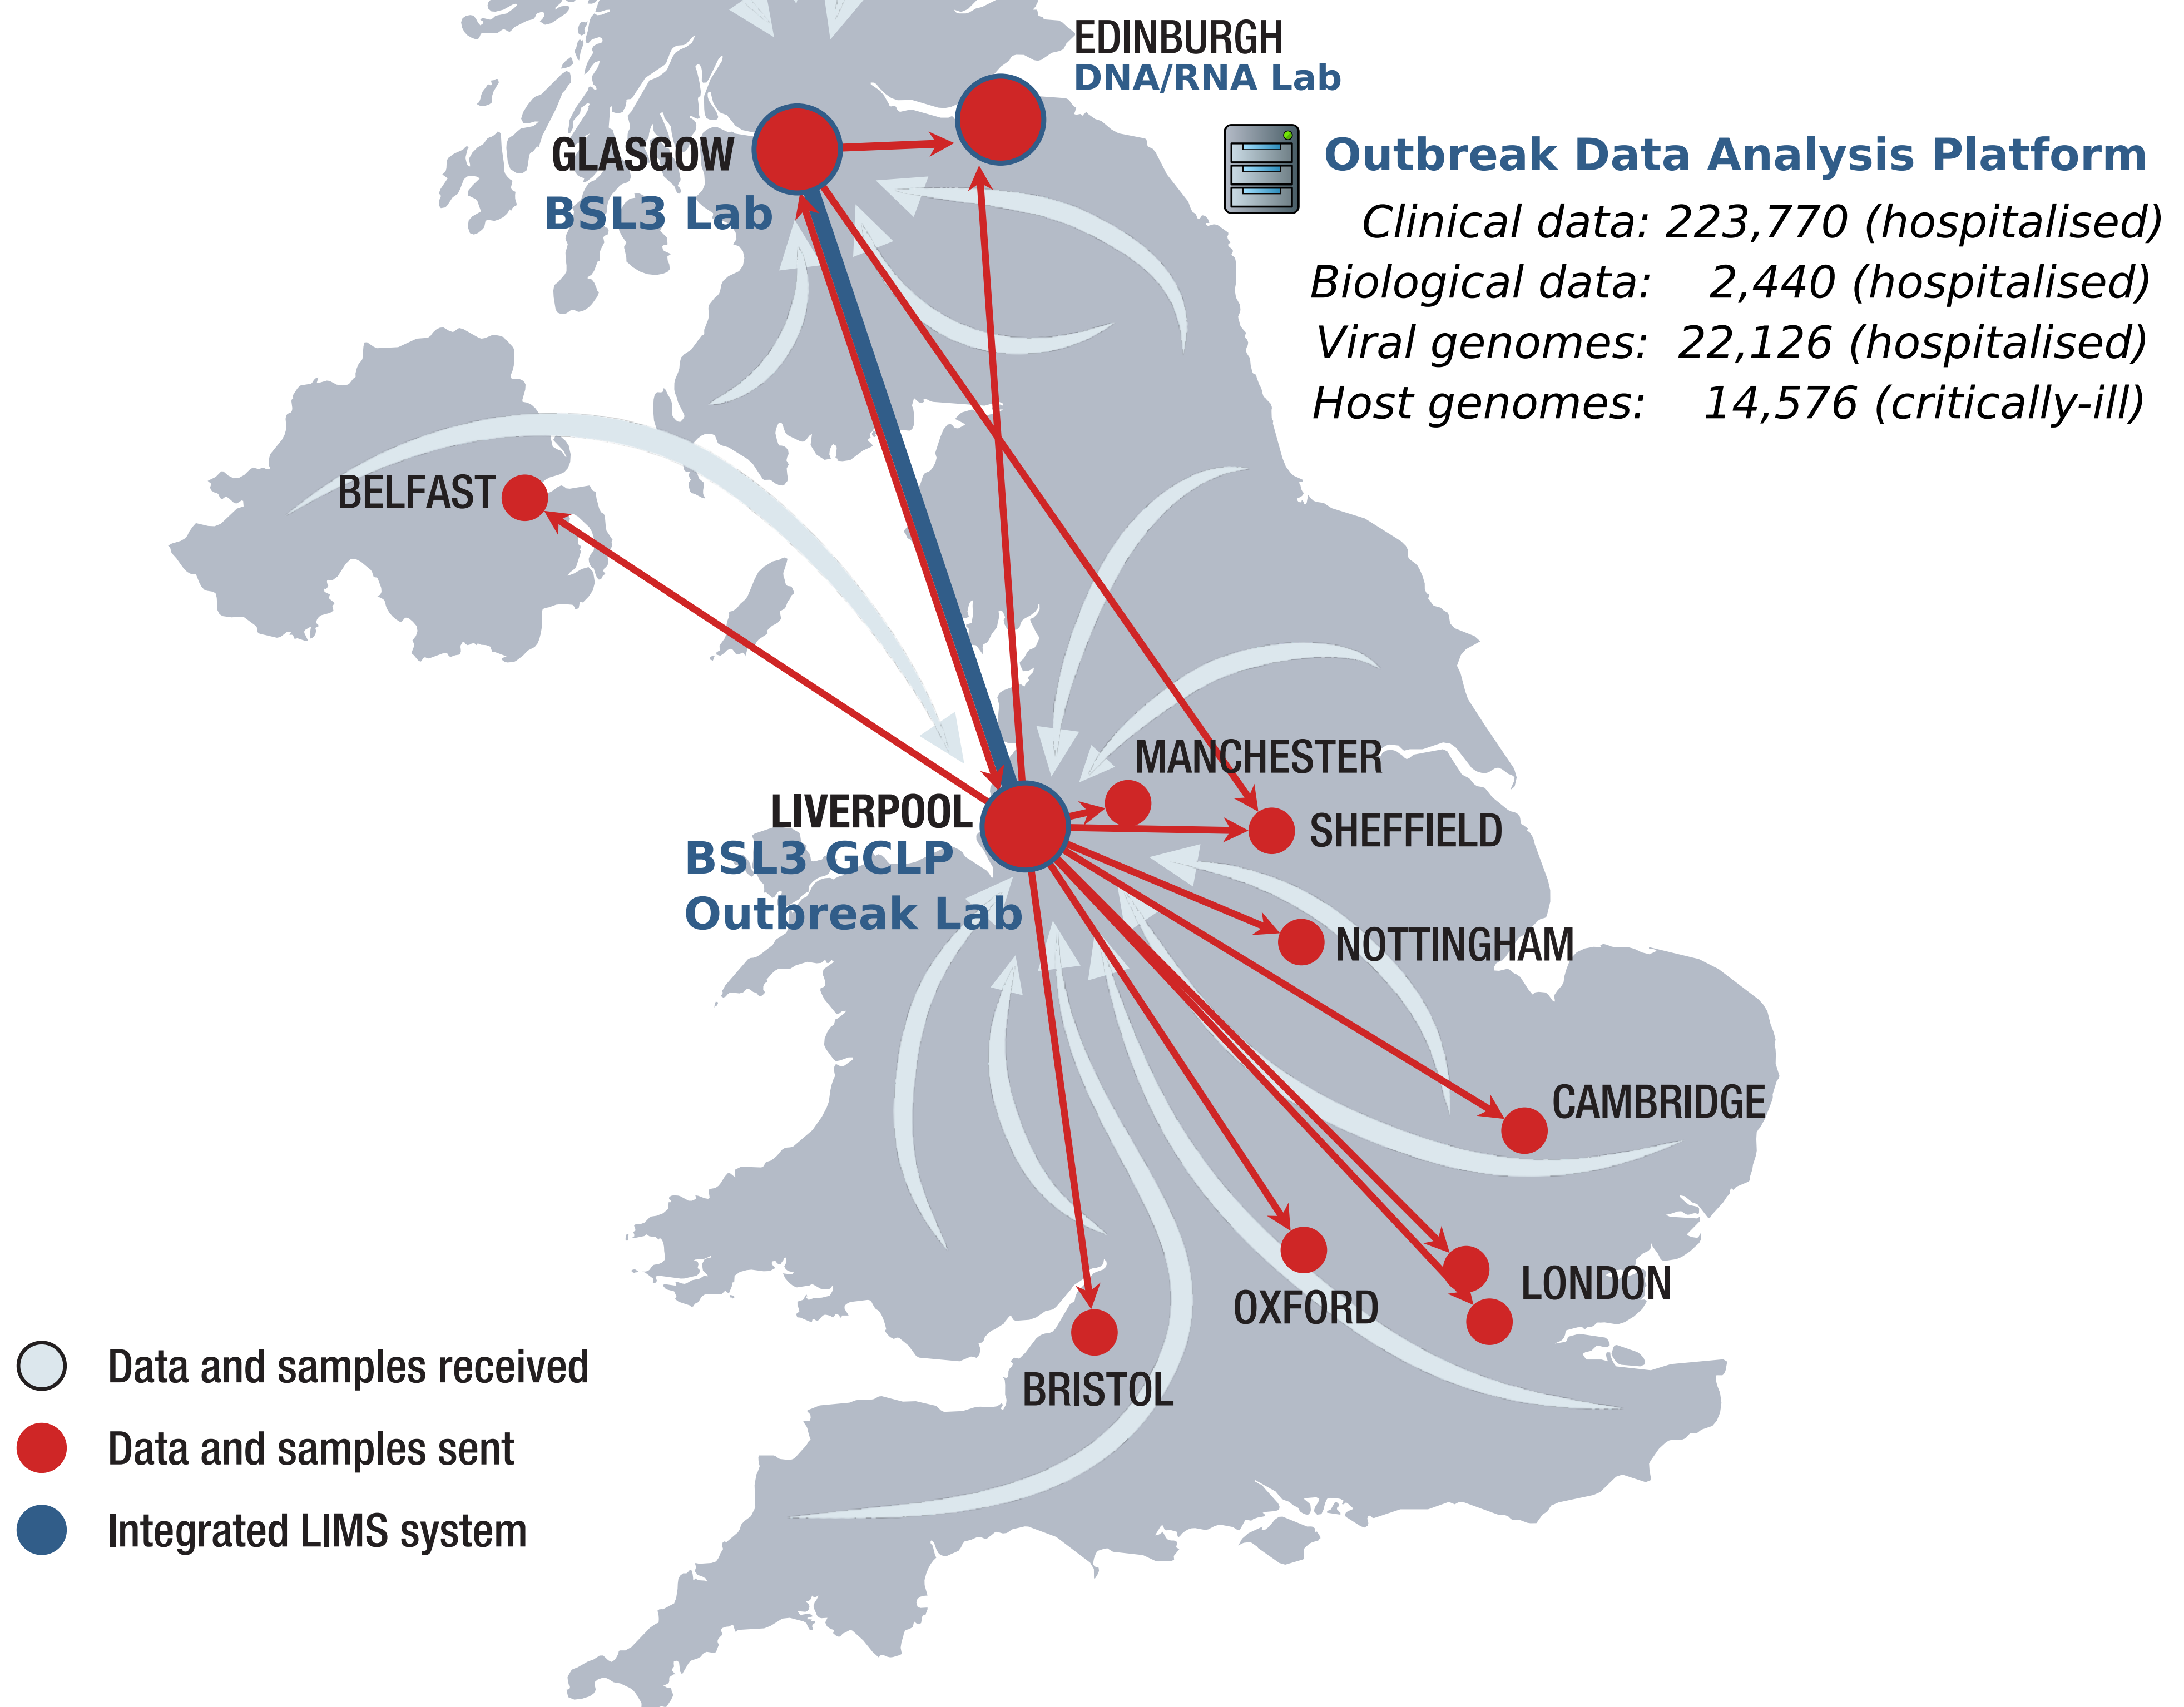 EDINBURGH
DNA/RNA Lab
GLASGOW
BSL3 Lab
Outbreak Data Analysis Platform
Clinical data: 223,770 (hospitalised)
Biological data: 2,440 (hospitalised)
Viral genomes: 22,126 (hospitalised)
Host genomes: 14,576 (critically-ill)
BELFAST
MANCHESTER
LIVERPOOL
BSL3 GCLP
Outbreak Lab
SHEFFIELD
NOTTINGHAM
CAMBRIDGE
LONDON
OXFORD
BRISTOL
Data and samples received
Data and samples sent
Integrated LIMS system